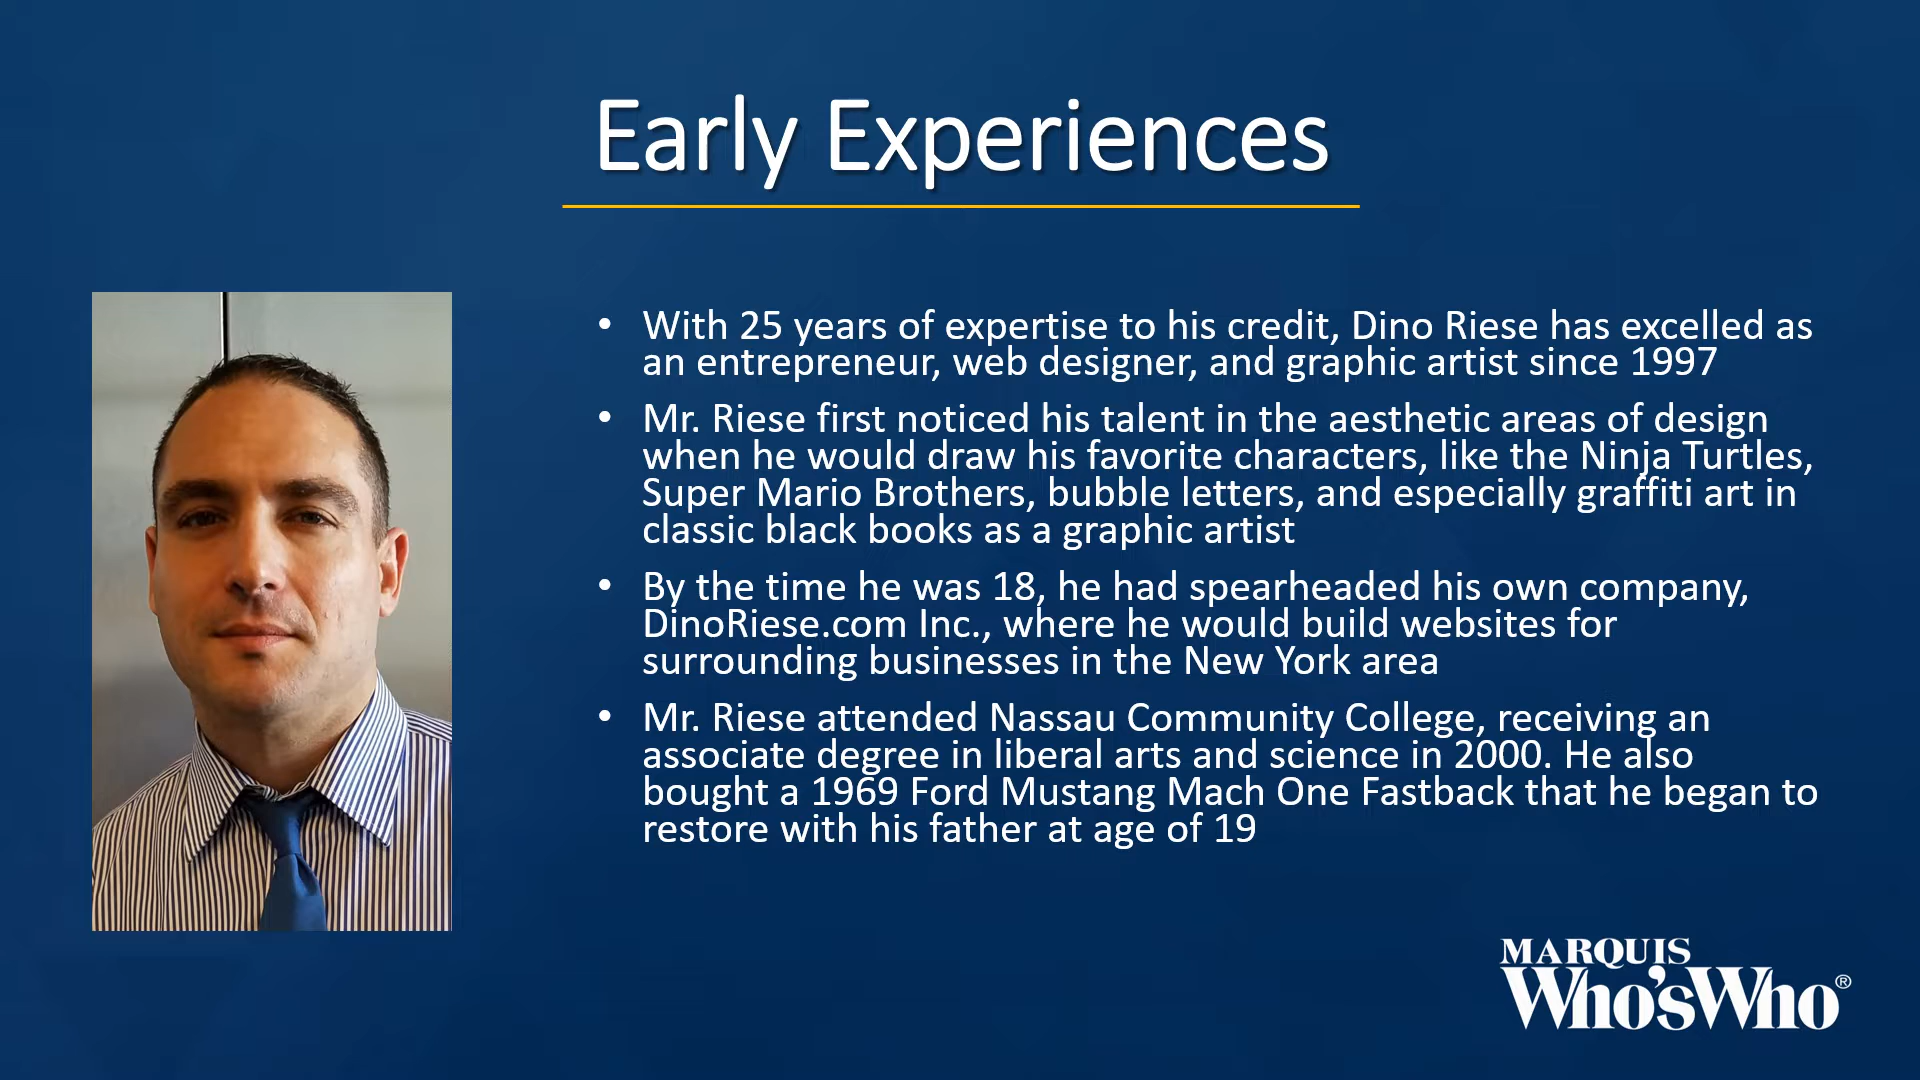 Early Experiences
• With 25 years of expertise to his credit, Dino Riese has excelled as
an entrepreneur, web designer, and graphic artist since 1997
• Mr. Riese first noticed his talent in the aesthetic areas of design
when he would draw his favorite characters, like the Ninja Turtles,
Super Mario Brothers, bubble letters, and especially graffiti art in
classic black books as a graphic artist
• By the time he was 18, he had spearheaded his own company,
DinoRiese.com Inc., where he would build websites for
surrounding businesses in the New York area
• Mr. Riese attended Nassau Community College, receiving an
associate degree in liberal arts and science in 2000. He also
bought a 1969 Ford Mustang Mach One Fastback that he began to
restore with his father at age of 19
MARQUIS
Who'sWho®